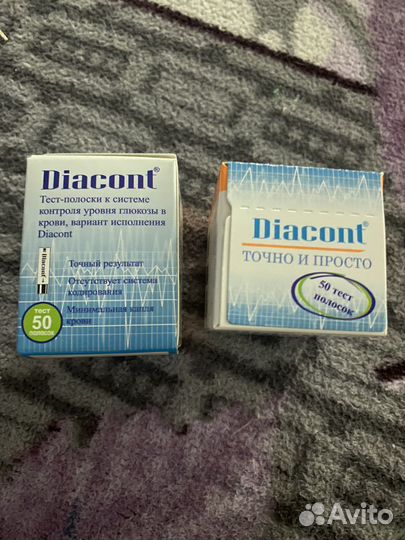 Diacont®
Тест-полоски к системе
контроля уровня глюкозы в
крови, вариант исполнения
Diacont
Точный результат
Отсутствует система
кодирования
Минимальная капля
крови
Diacont
ТЕСТ
50
ПОЛОСОК
Diacont®
ТОЧНО И ПРОСТО
50 тест
полосок
Avito